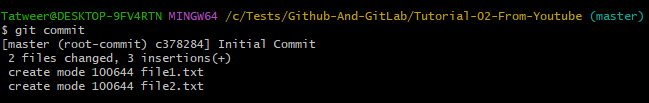 Tatweer@DESKTOP-9FV4RTN MINGW64 /c/Tests/Github-And-GitLab/Tutorial-02-From-Youtube (master)
$ git commit
[master (root-commit) c378284] Initial Commit
 2 files changed, 3 insertions(+)
 create mode 100644 file1.txt
 create mode 100644 file2.txt